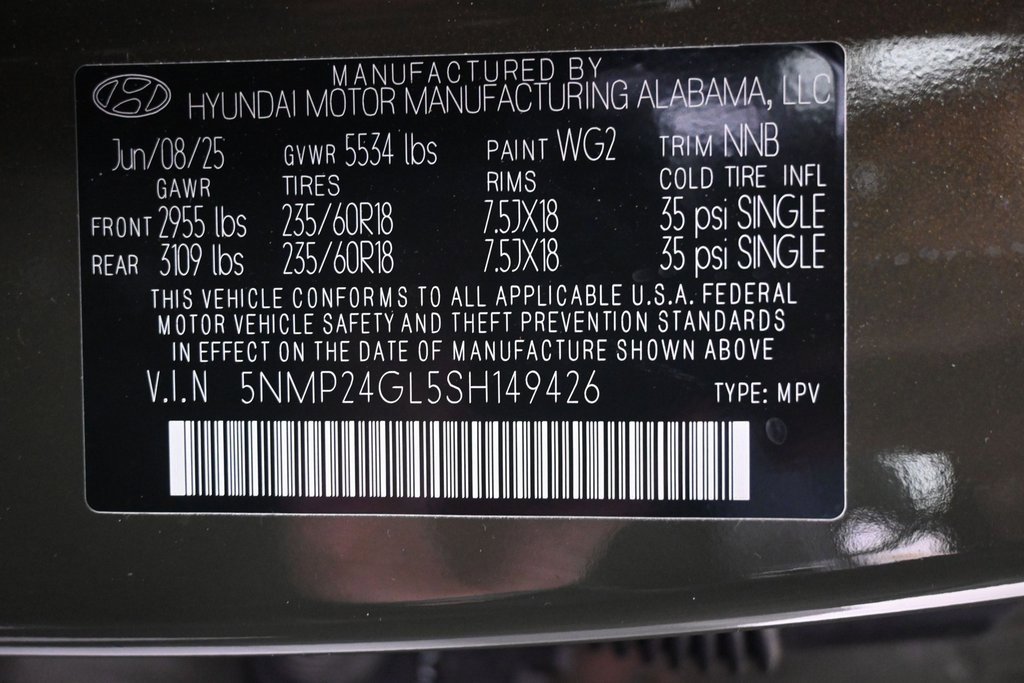 MANUFACTURED BY
HYUNDAI MOTOR MANUFACTURING ALABAMA, LLC
Jun/08/25 GVWR 5534 lbs PAINT WG2 TRIM NNB
GAWR TIRES RIMS COLD TIRE INFL
FRONT 2955 lbs 235/60R18 7.5JX18 35 psi SINGLE
REAR 3109 lbs 235/60R18 7.5JX18 35 psi SINGLE
THIS VEHICLE CONFORMS TO ALL APPLICABLE U.S.A. FEDERAL
MOTOR VEHICLE SAFETY AND THEFT PREVENTION STANDARDS
IN EFFECT ON THE DATE OF MANUFACTURE SHOWN ABOVE
V.I.N 5NMP24GL5SH149426 TYPE: MPV